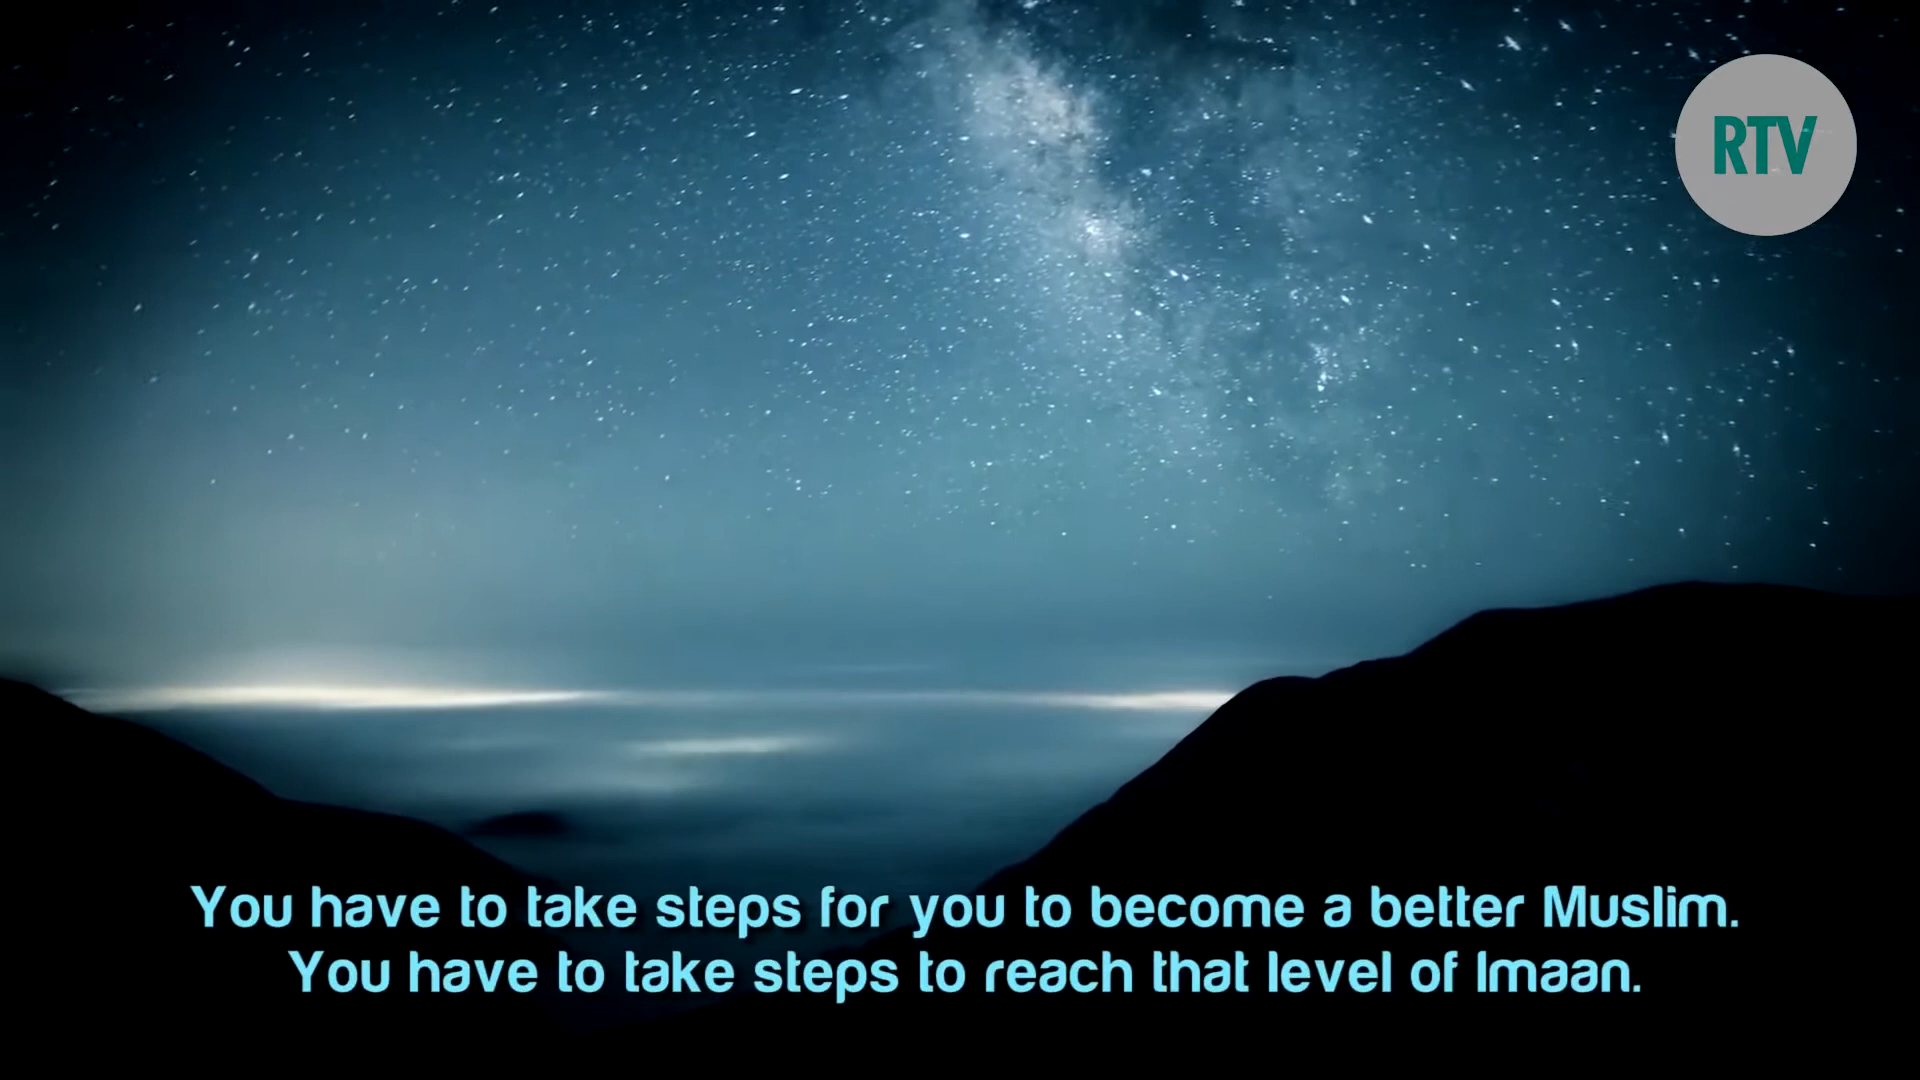 RTV
You have to take steps for you to become a better Muslim.
You have to take steps to reach that level of Imaan.